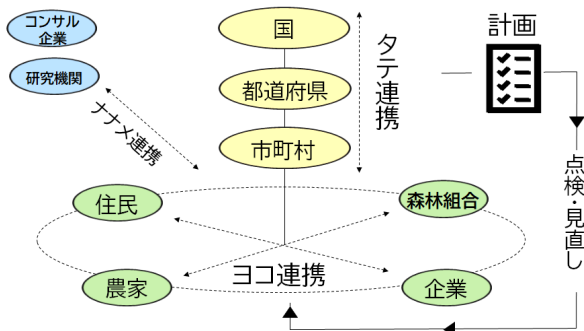 コンサル
企業
研究機関
ナナメ連携
国
都道府県
市町村
タテ連携
計画
点検・見直し
住民
森林組合
ヨコ連携
農家
企業